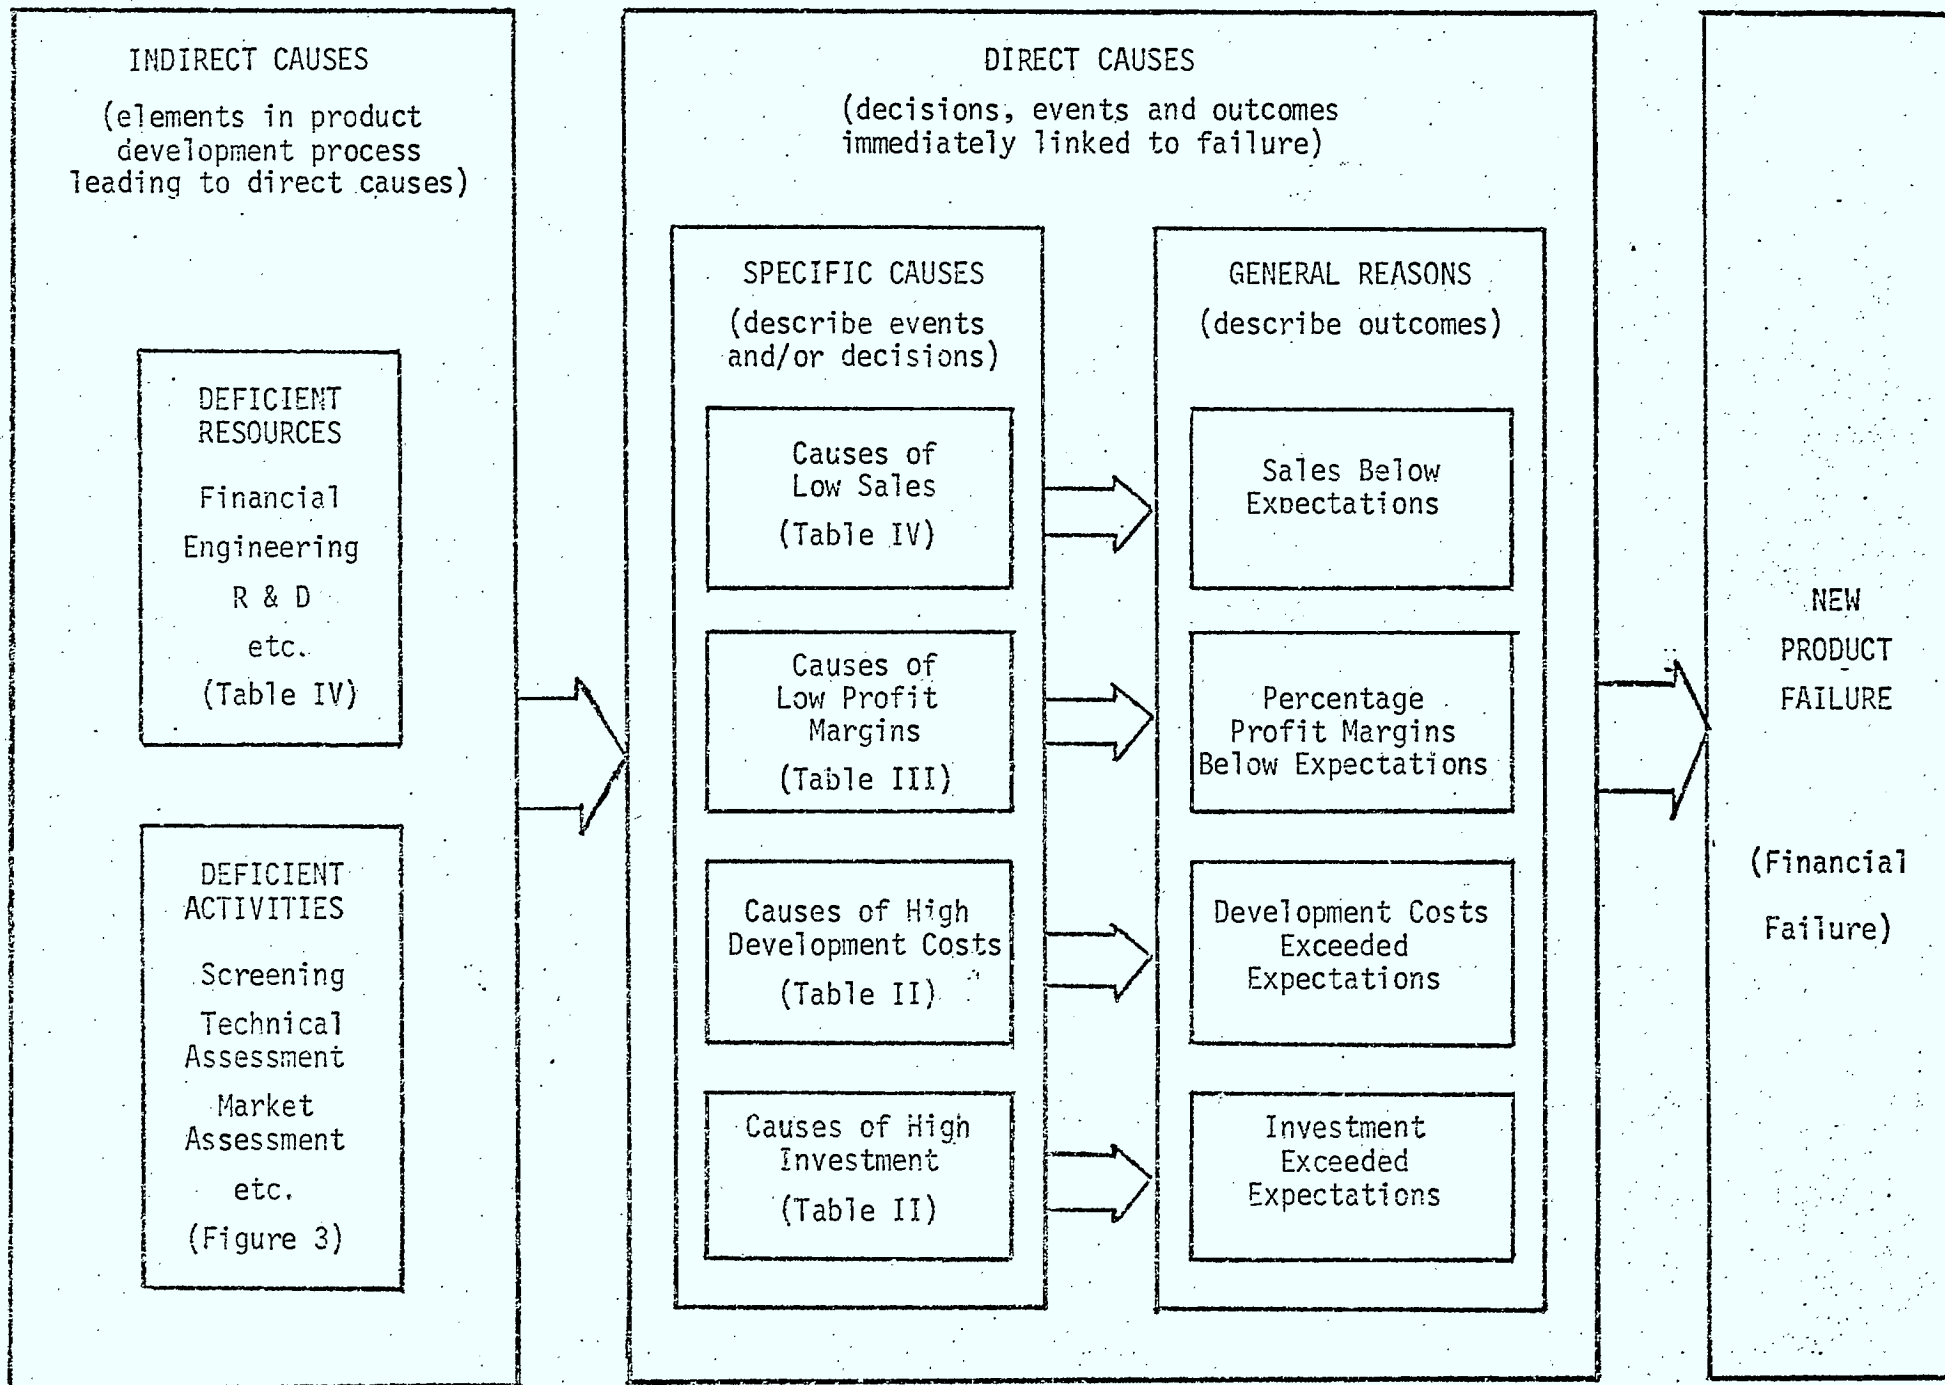 INDIRECT CAUSES
(elements in product
development process
leading to direct causes)
DEFICIENT
RESOURCES
Financial
Engineering
R & D
etc.
(Table IV)
DEFICIENT
ACTIVITIES
Screening
Technical
Assessment
Market
Assessment
etc.
(Figure 3)
DIRECT CAUSES
(decisions, events and outcomes
immediately linked to failure)
SPECIFIC CAUSES
(describe events
and/or decisions)
Causes of
Low Sales
(Table IV)
Causes of
Low Profit
Margins
(Table III)
Causes of High
Development Costs
(Table II)
Causes of High
Investment
(Table II)
GENERAL REASONS
(describe outcomes)
Sales Below
Expectations
Percentage
Profit Margins
Below Expectations
Development Costs
Exceeded
Expectations
Investment
Exceeded
Expectations
NEW
PRODUCT
FAILURE
(Financial
Failure)